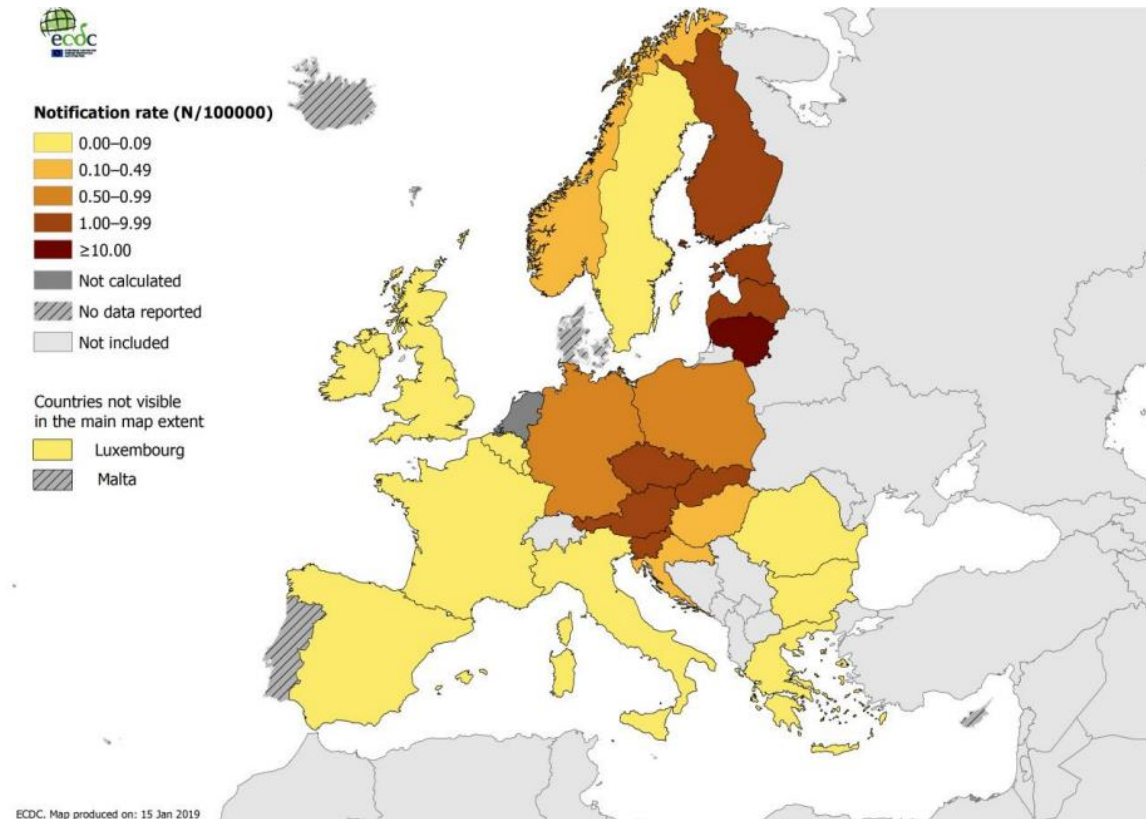 ecdc
Notification rate (N/100000)
0.00–0.09
0.10–0.49
0.50–0.99
1.00–9.99
≥10.00
Not calculated
No data reported
Not included
Countries not visible
in the main map extent
Luxembourg
Malta
ECDC. Map produced on: 15 Jan 2019